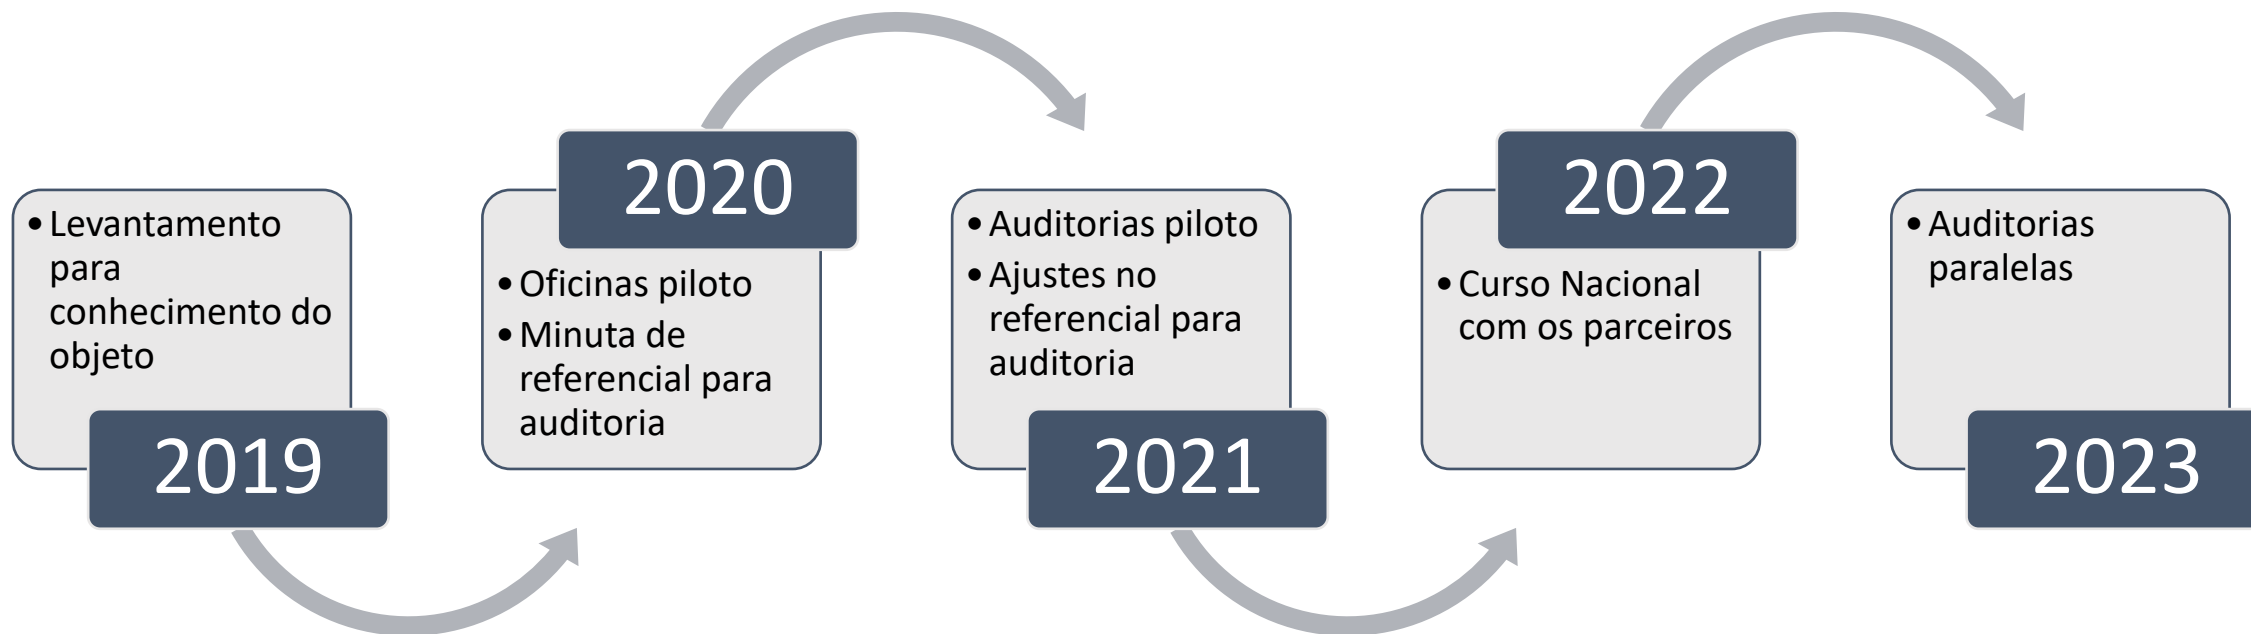 • Levantamento
para
conhecimento do
objeto
2019
2020
• Oficinas piloto
• Minuta de
referencial para
auditoria
• Auditorias piloto
• Ajustes no
referencial para
auditoria
2021
2022
• Curso Nacional
com os parceiros
• Auditorias
paralelas
2023